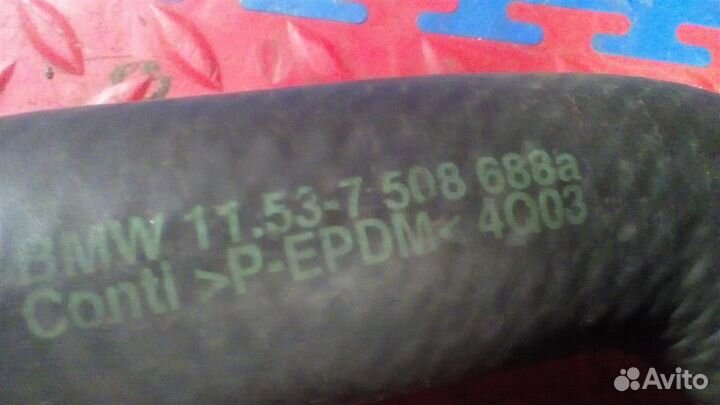 BMW 11.53-7 508 688a
Conti >P-EPDM< 4Q03
Avito